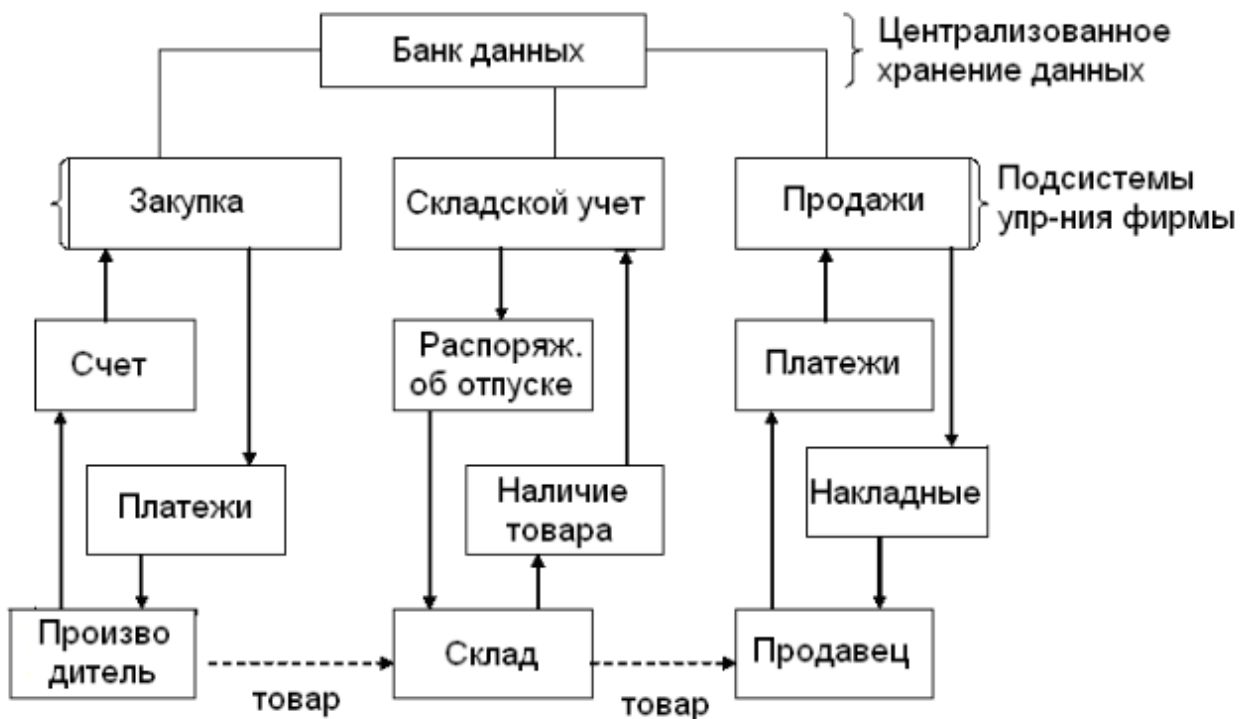 Банк данных
Централизованное
хранение данных
Закупка
Складской учет
Продажи
Подсистемы
упр-ния фирмы
Счет
Распоряж.
об отпуске
Платежи
Платежи
Наличие
товара
Накладные
Произво
дитель
товар
Склад
товар
Продавец